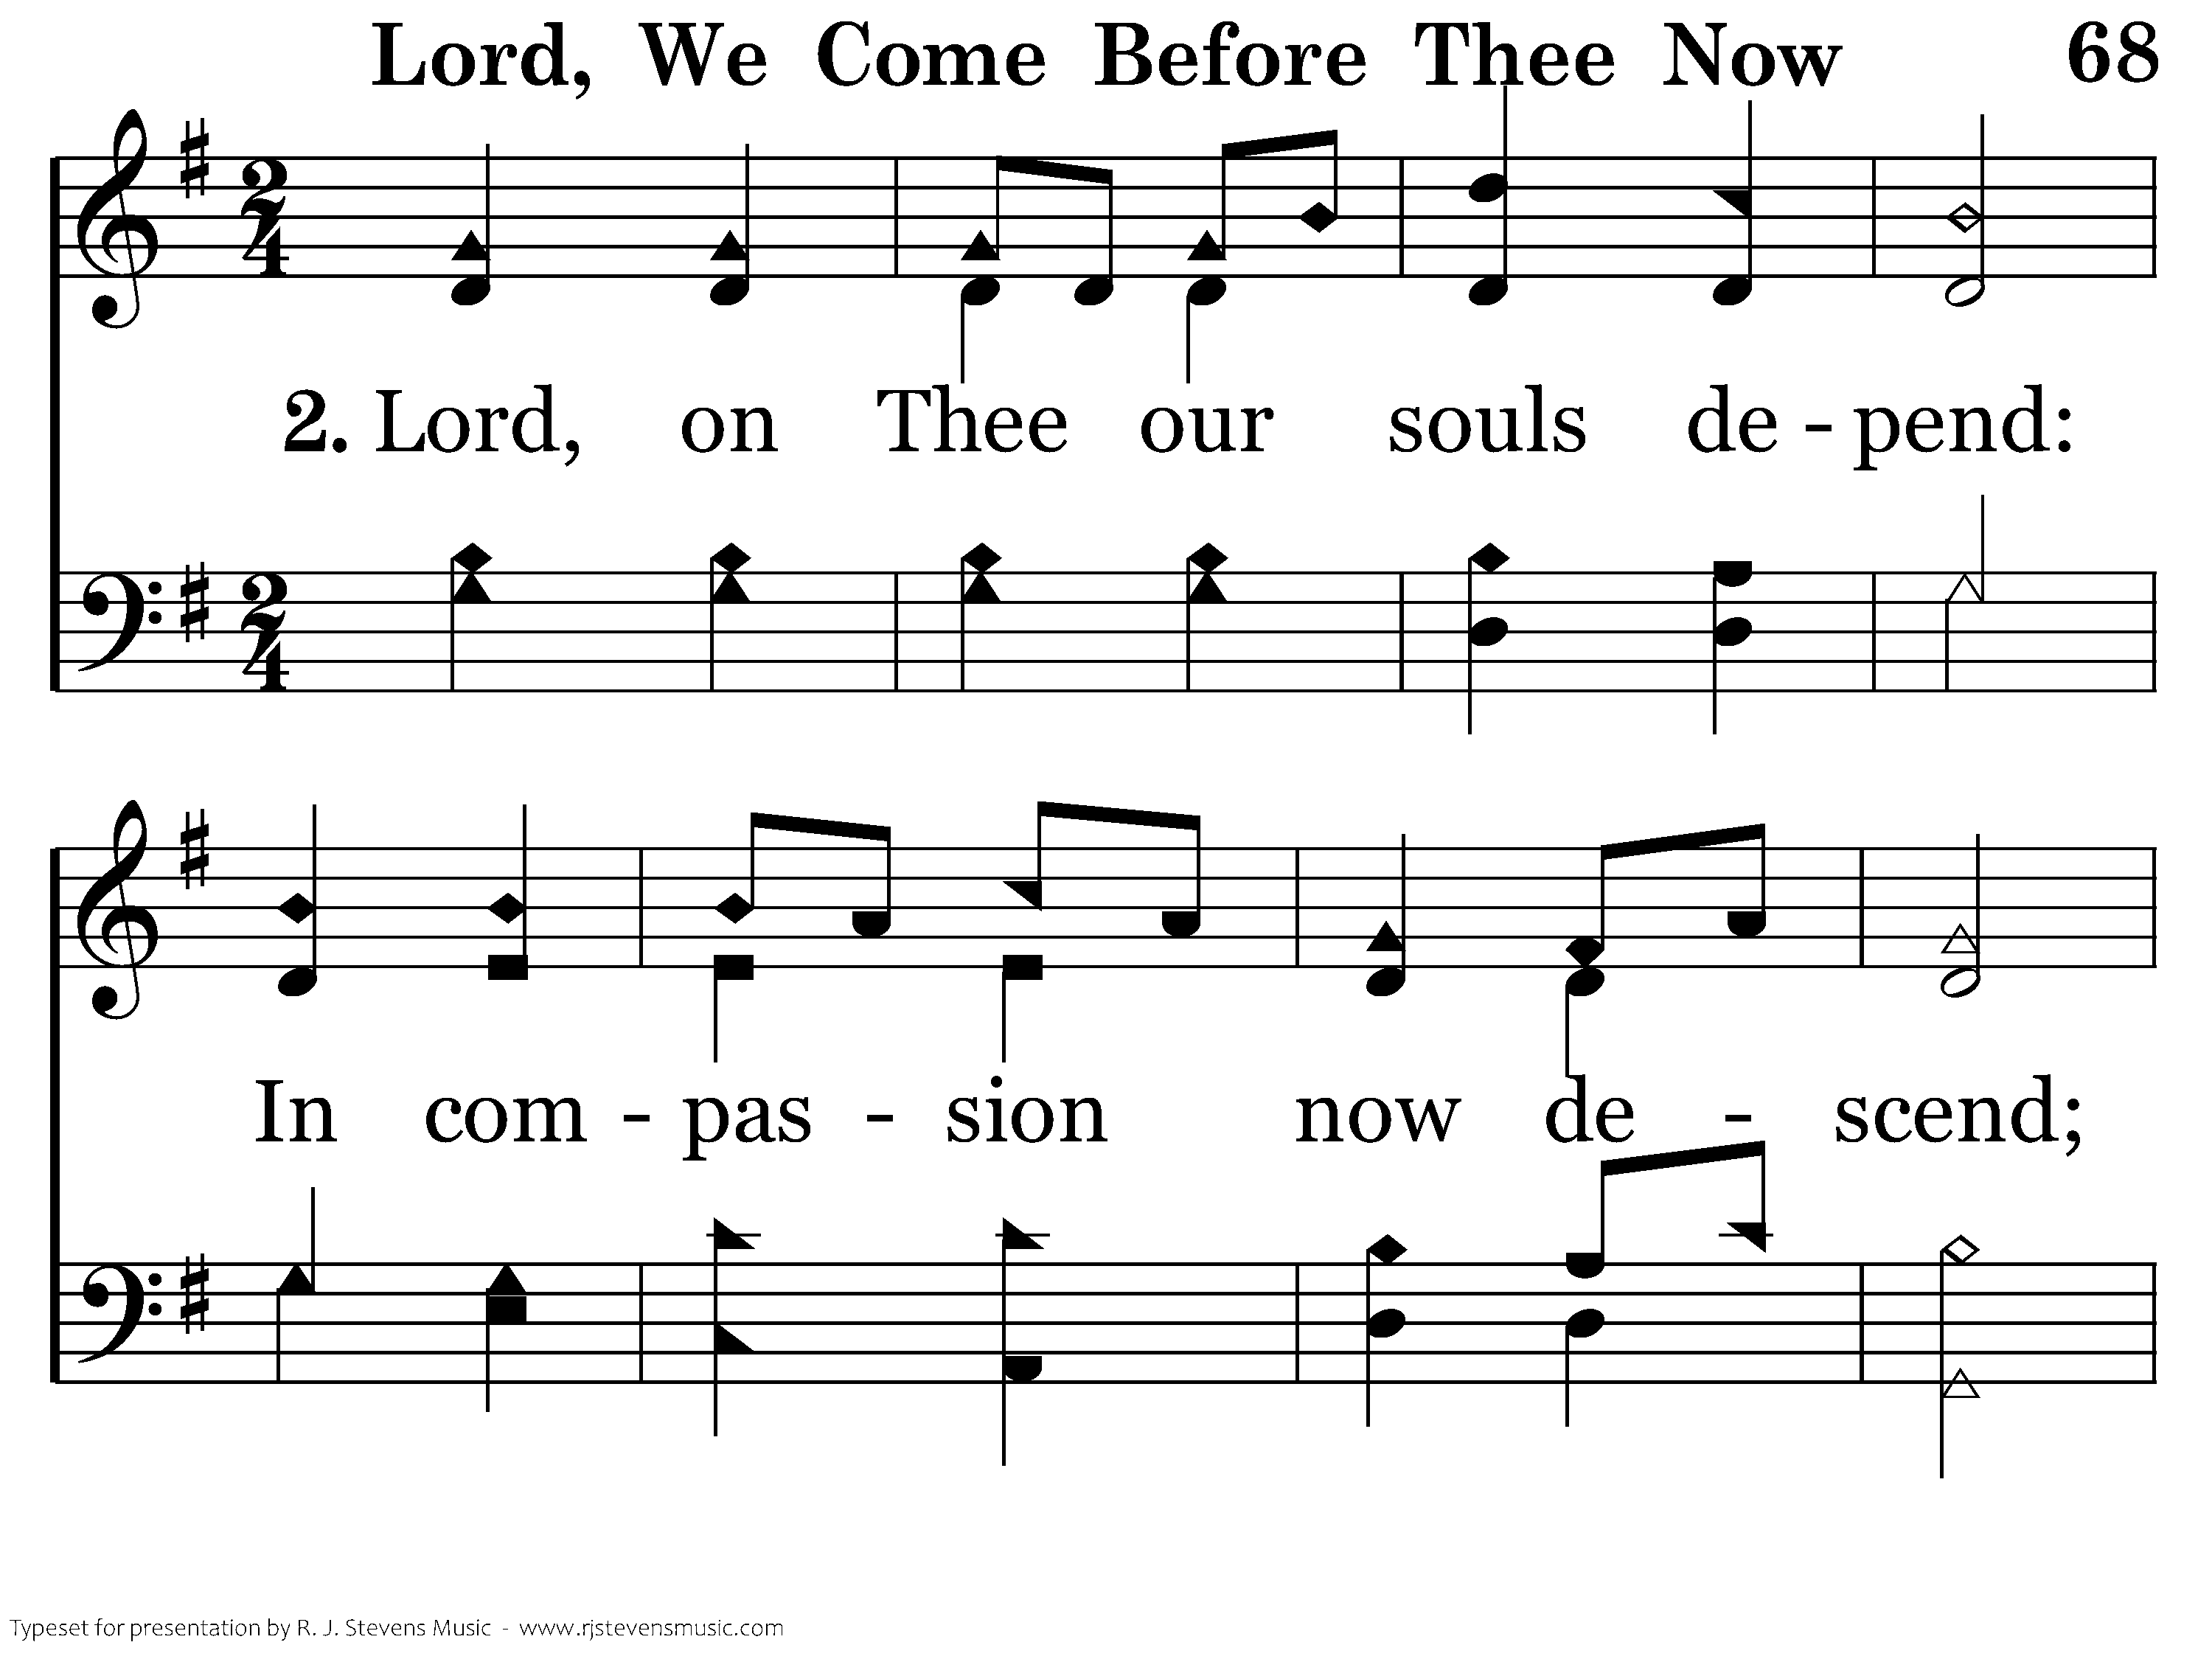 Lord, We Come Before Thee Now 68
2. Lord, on Thee our souls de - pend:
In com - pas - sion now de - scend;
Typeset for presentation by R. J. Stevens Music - www.rjstevensmusic.com